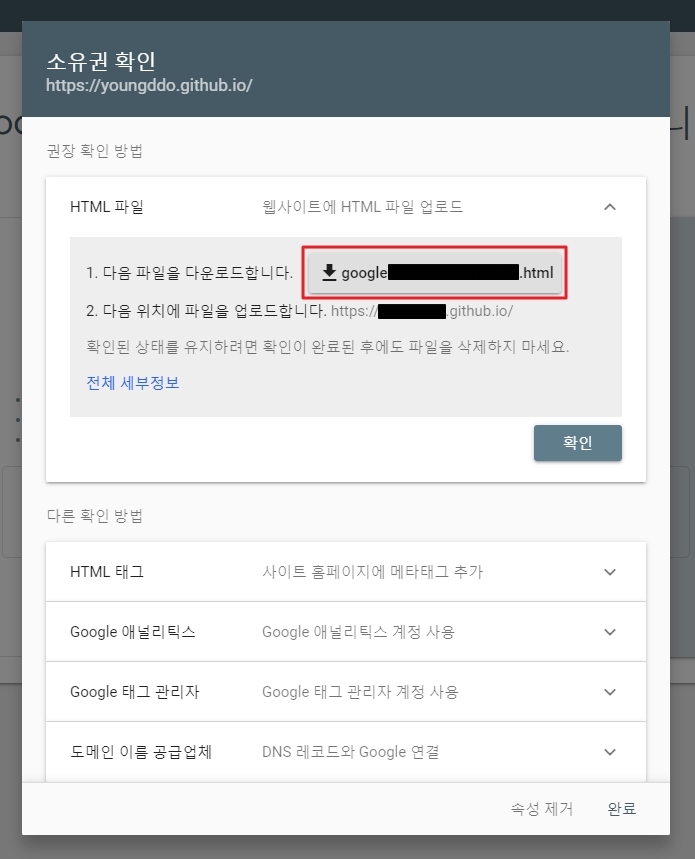 소유권 확인
https://youngddo.github.io/
권장 확인 방법
HTML 파일 웹사이트에 HTML 파일 업로드
1. 다음 파일을 다운로드합니다. google .html
2. 다음 위치에 파일을 업로드합니다. https:// .github.io/
확인된 상태를 유지하려면 확인이 완료된 후에도 파일을 삭제하지 마세요.
전체 세부정보
확인
다른 확인 방법
HTML 태그 사이트 홈페이지에 메타태그 추가
Google 애널리틱스 Google 애널리틱스 계정 사용
Google 태그 관리자 Google 태그 관리자 계정 사용
도메인 이름 공급업체 DNS 레코드와 Google 연결
속성 제거 완료